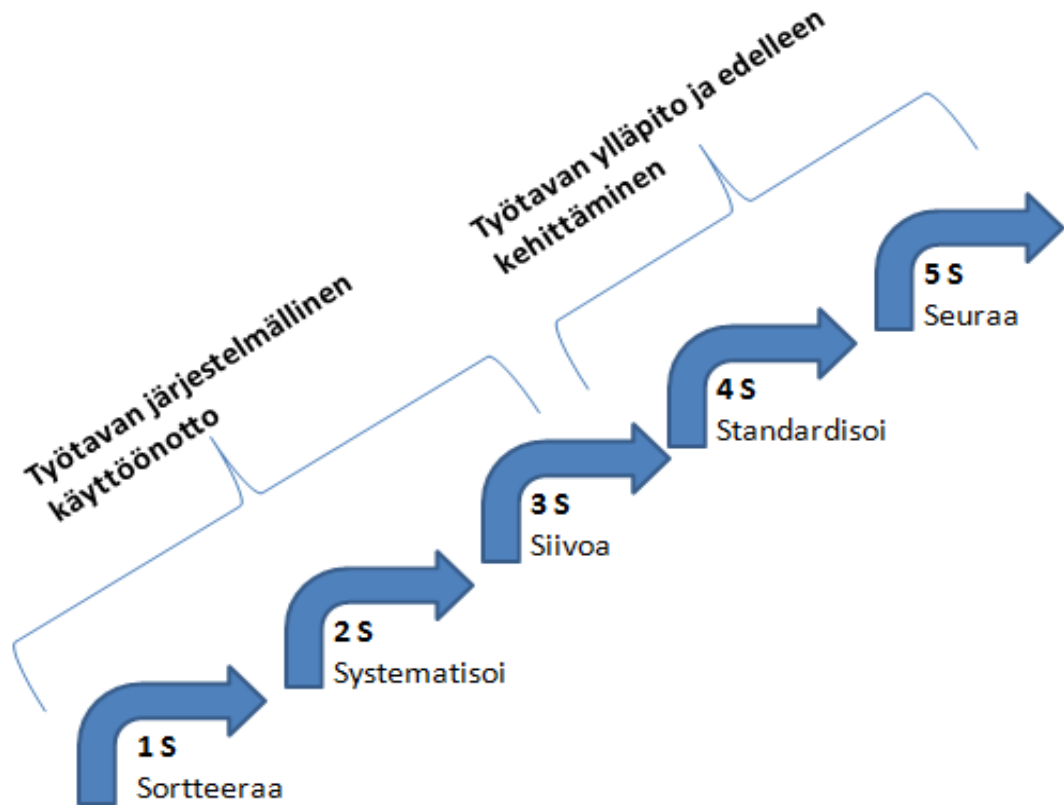 Työtavan ylläpito ja edelleen
kehittäminen
Työtavan järjestelmällinen
käyttöönotto
5 S
Seuraa
4 S
Standardisoi
3 S
Siivoa
2 S
Systematisoi
1 S
Sortteeraa